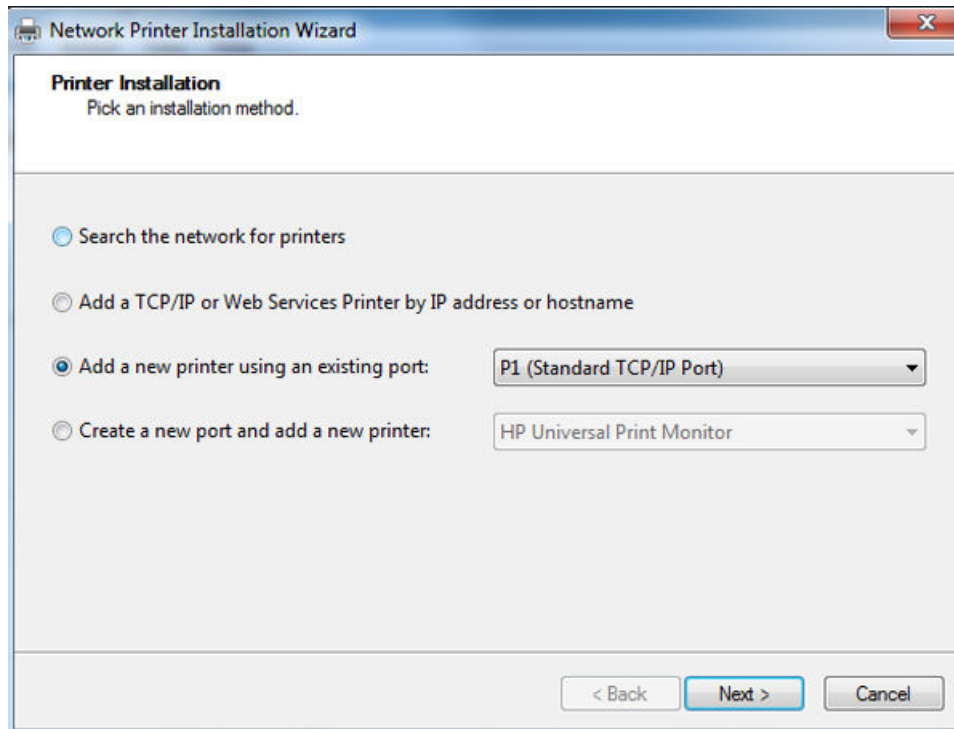 Network Printer Installation Wizard
Printer Installation
Pick an installation method.
Search the network for printers
Add a TCP/IP or Web Services Printer by IP address or hostname
Add a new printer using an existing port: P1 (Standard TCP/IP Port)
Create a new port and add a new printer: HP Universal Print Monitor
< Back Next > Cancel